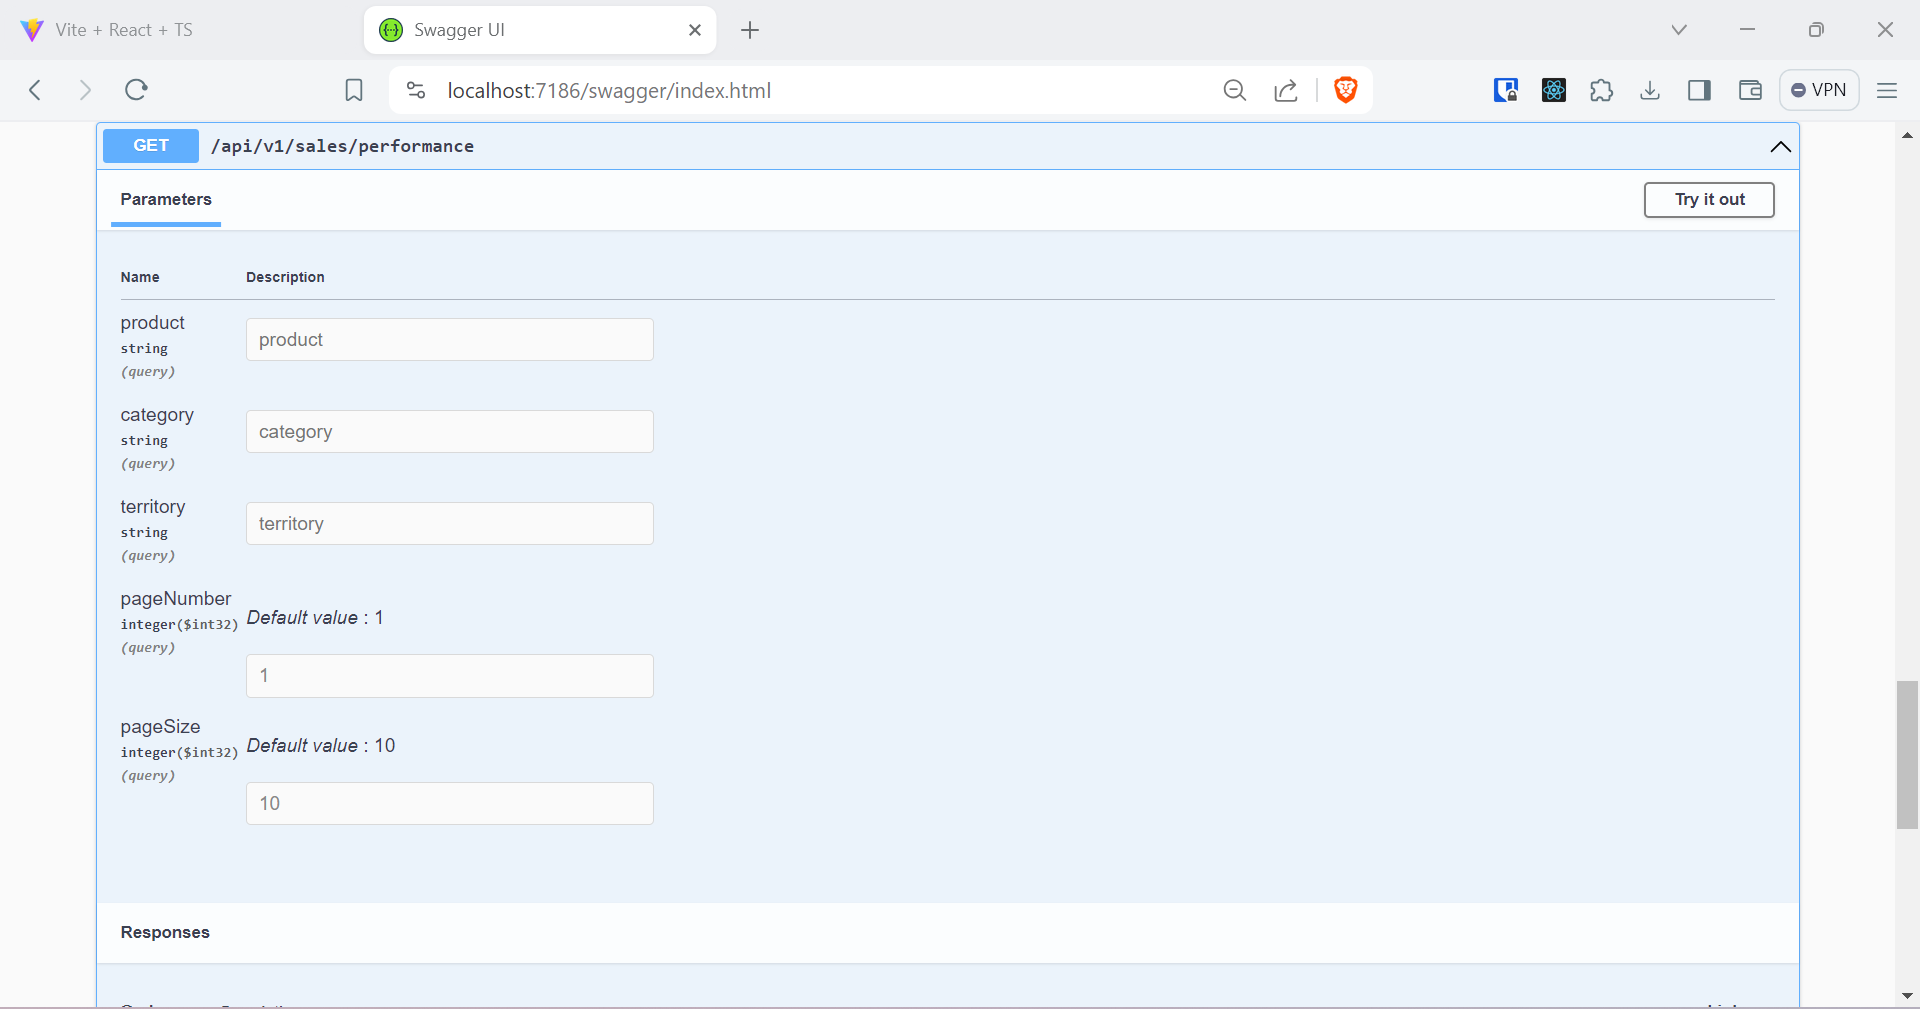 Vite + React + TS
Swagger UI
localhost:7186/swagger/index.html
VPN
GET /api/v1/sales/performance
Parameters
Try it out
Name Description
product
string
(query)
product
category
string
(query)
category
territory
string
(query)
territory
pageNumber
integer($int32)
(query)
Default value : 1
1
pageSize
integer($int32)
(query)
Default value : 10
10
Responses